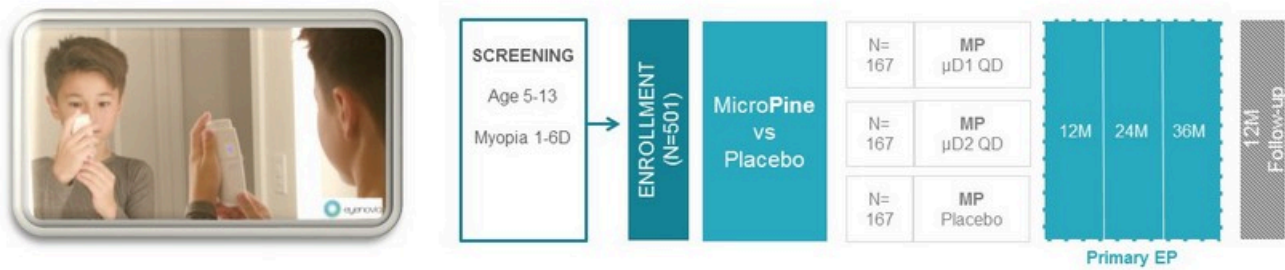 eyenovia
SCREENING
Age 5-13
Myopia 1-6D
ENROLLMENT
(N=501)
MicroPine
vs
Placebo
N=
167
MP
µD1 QD
N=
167
MP
µD2 QD
N=
167
MP
Placebo
12M
24M
36M
Primary EP
12M
Follow-up